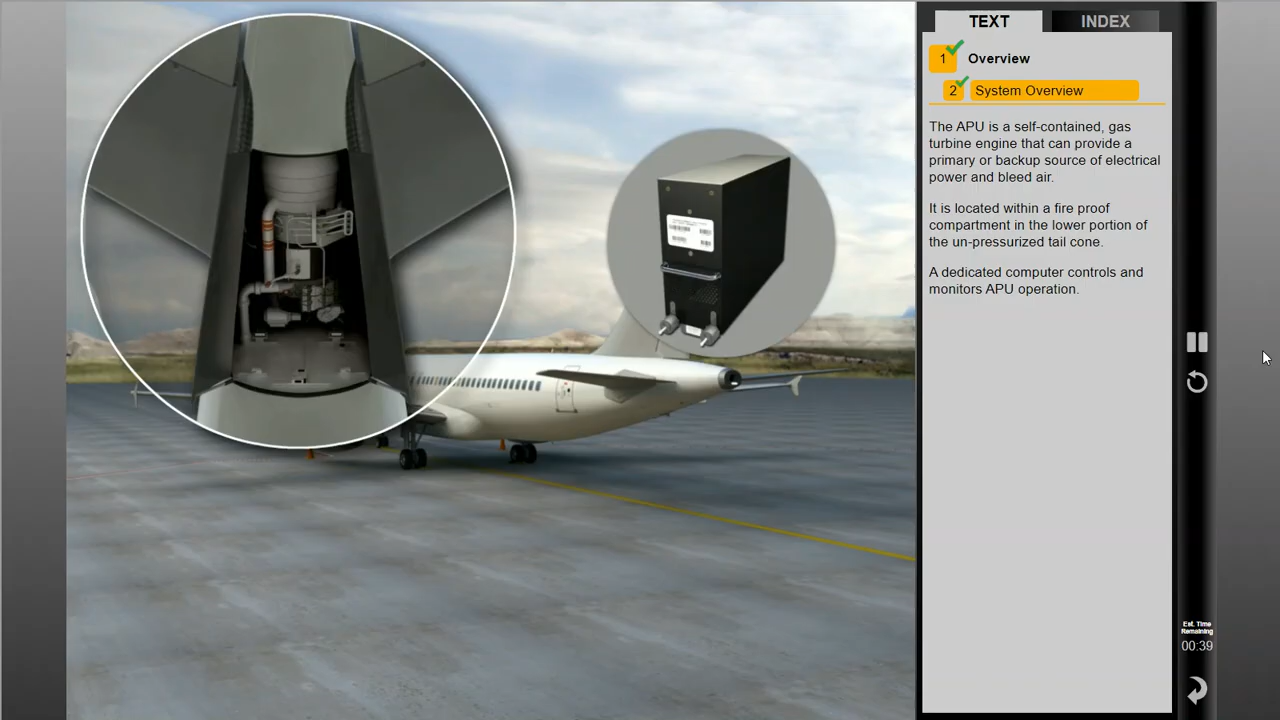 TEXT
INDEX
1 Overview
2 System Overview
The APU is a self-contained, gas
turbine engine that can provide a
primary or backup source of electrical
power and bleed air.
It is located within a fire proof
compartment in the lower portion of
the un-pressurized tail cone.
A dedicated computer controls and
monitors APU operation.
Est. Time
Remaining
00:39